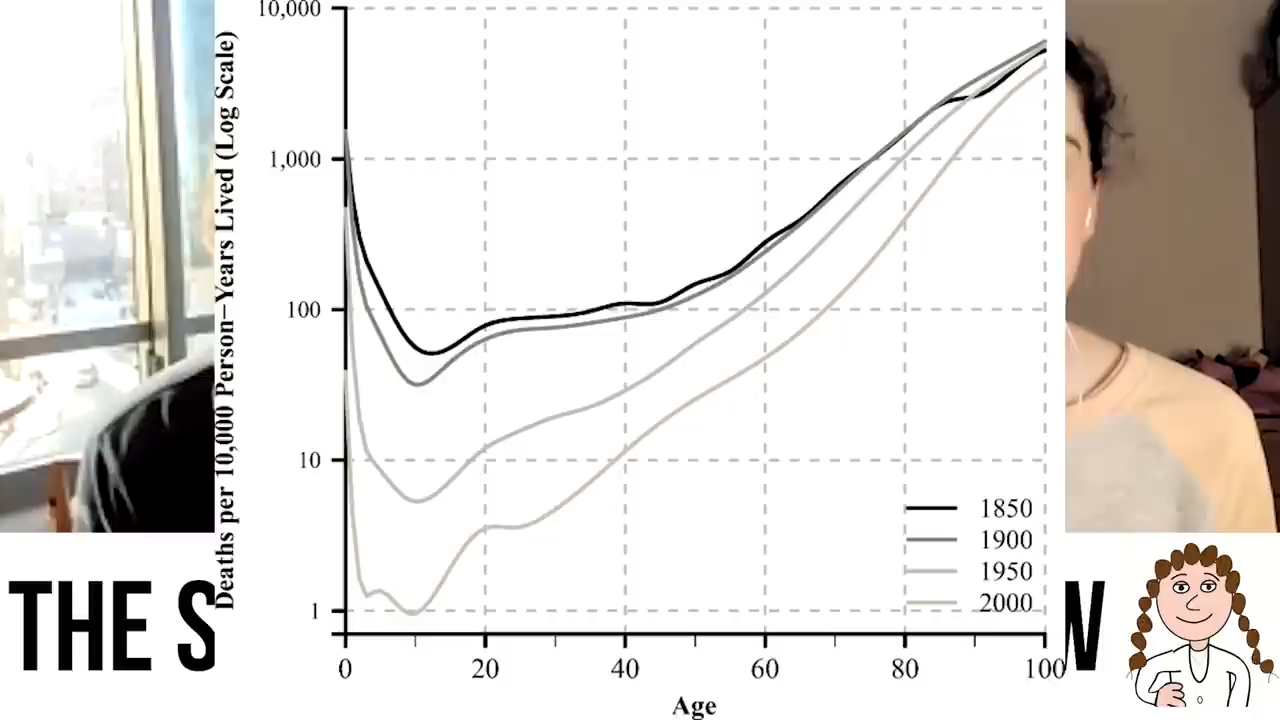 Deaths per 10,000 Person−Years Lived (Log Scale)
10,000
1,000
100
10
1
1850
1900
1950
2000
0 20 40 60 80 100
Age
THE S
W